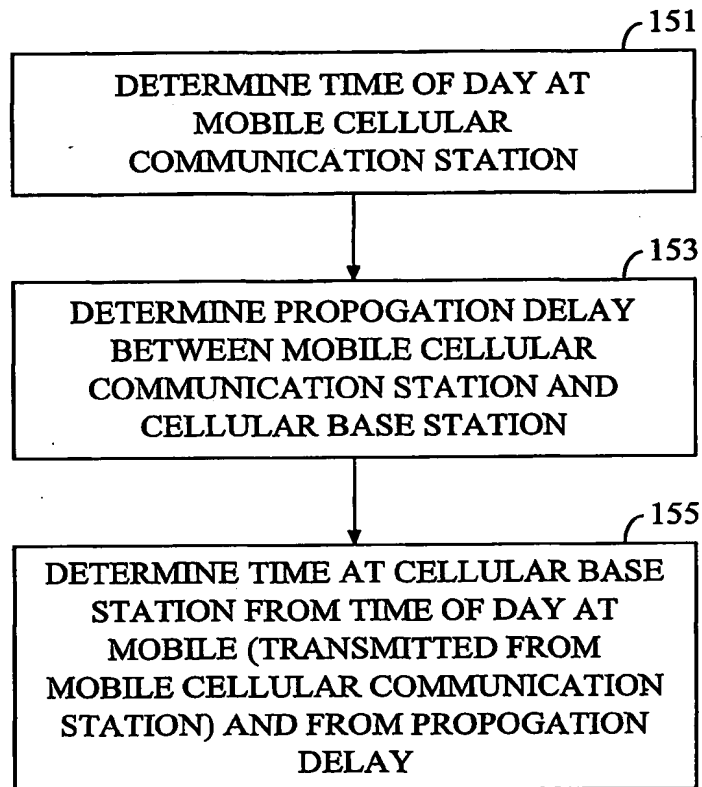 151
DETERMINE TIME OF DAY AT
MOBILE CELLULAR
COMMUNICATION STATION
153
DETERMINE PROPOGATION DELAY
BETWEEN MOBILE CELLULAR
COMMUNICATION STATION AND
CELLULAR BASE STATION
155
DETERMINE TIME AT CELLULAR BASE
STATION FROM TIME OF DAY AT
MOBILE (TRANSMITTED FROM
MOBILE CELLULAR COMMUNICATION
STATION) AND FROM PROPOGATION
DELAY